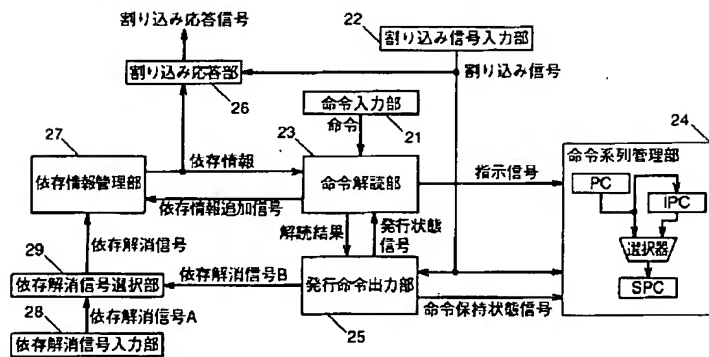 割り込み応答信号
22
割り込み信号入力部
割り込み信号
割り込み応答部
26
命令入力部
命令
21
27
依存情報管理部
依存情報
23
命令解読部
依存情報追加信号
指示信号
24
命令系列管理部
PC
IPC
選択器
SPC
依存解消信号
解読結果
発行状態
信号
29
依存解消信号選択部
依存解消信号B
発行命令出力部
25
命令保持状態信号
依存解消信号A
28
依存解消信号入力部